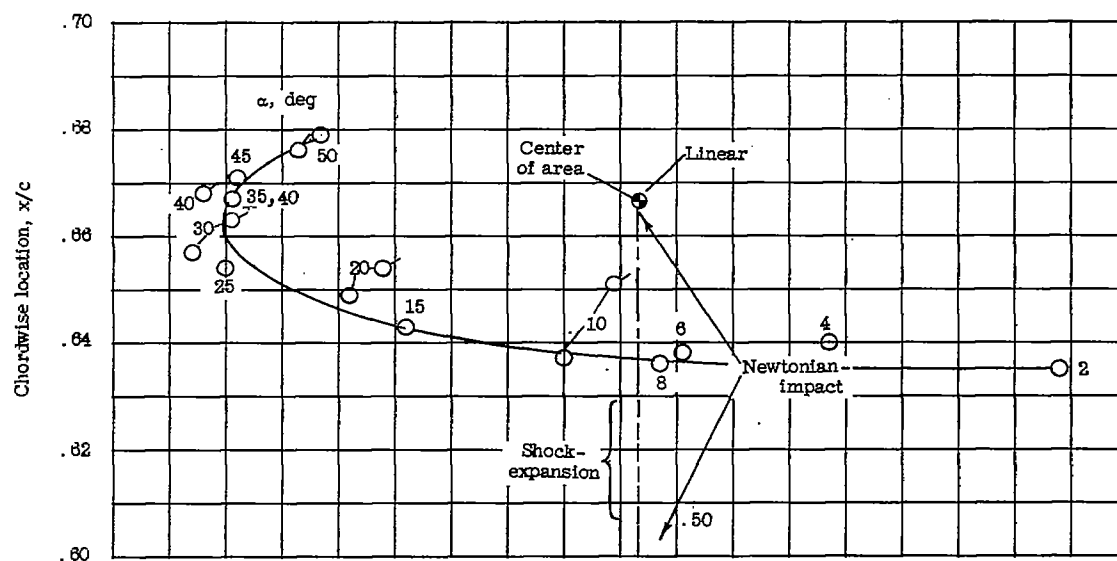 .70
.68
.66
.64
.62
.60
Chordwise location, x/c
α, deg
50
45
40
35,40
30
25
20
15
10
8
6
4
2
Center
of area
Linear
Newtonian
impact
Shock-
expansion
.50